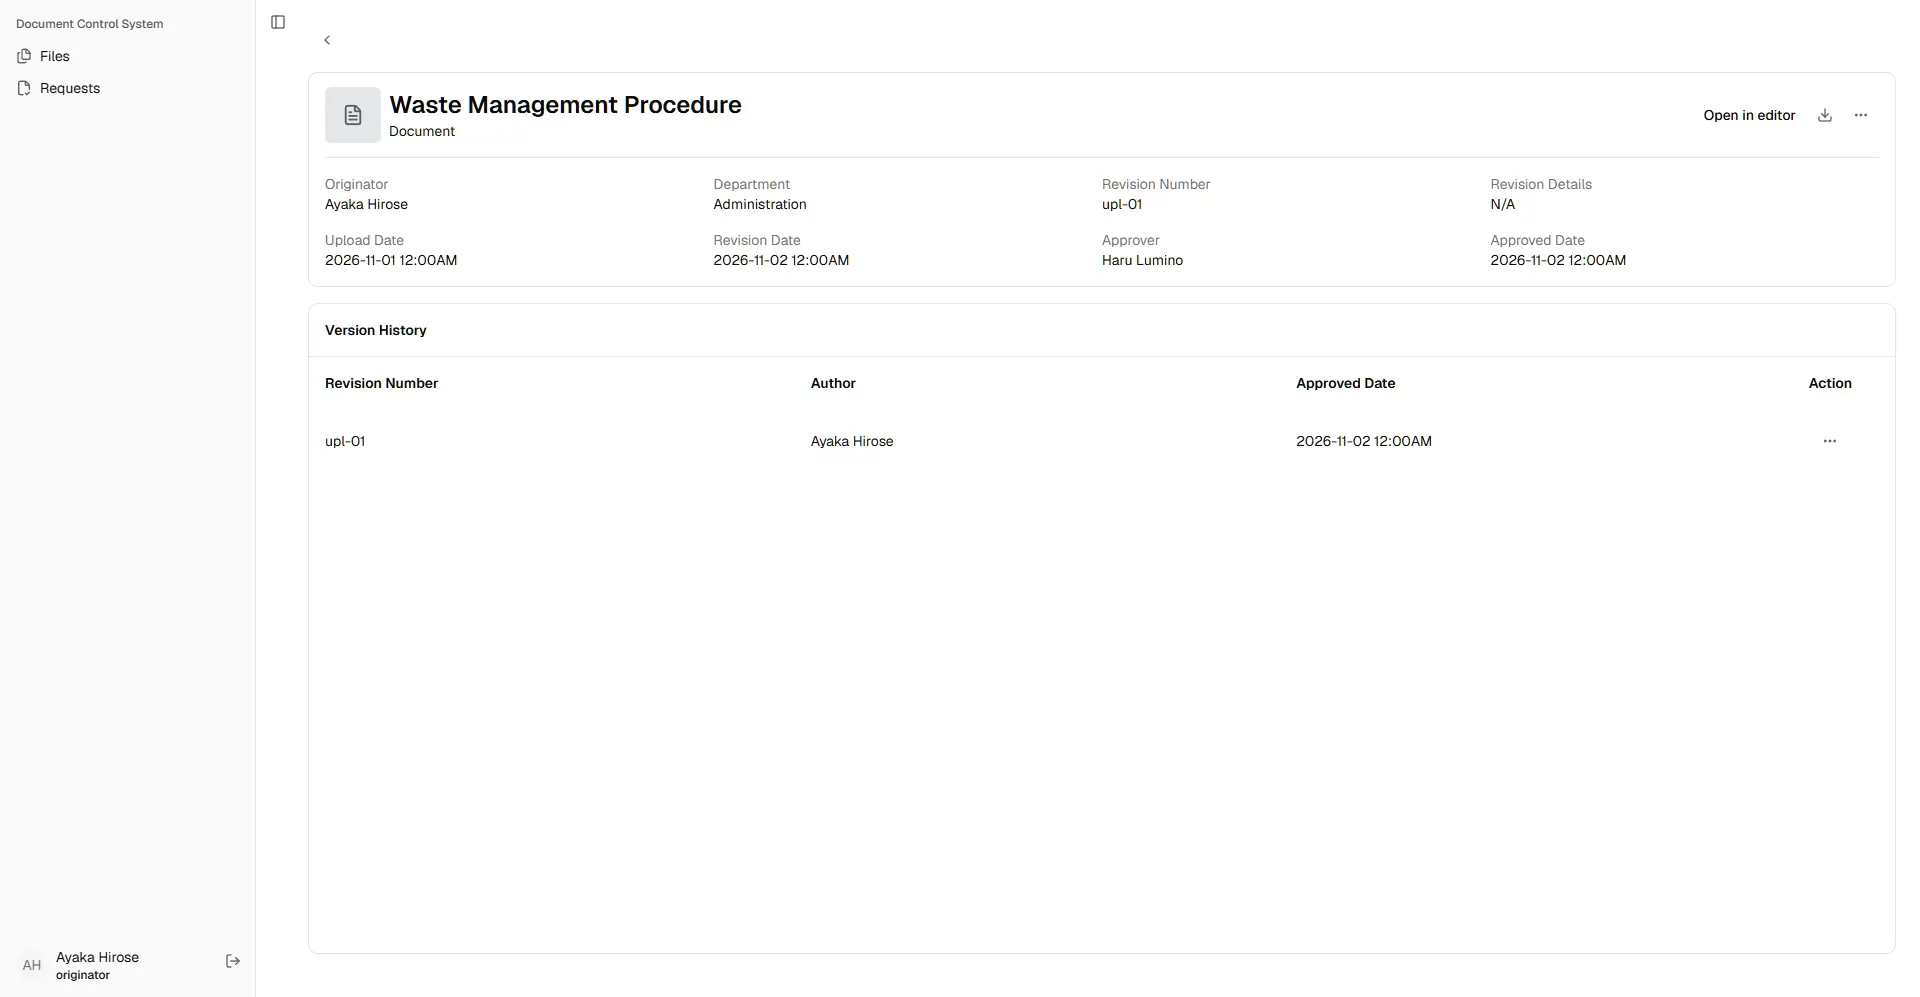 Document Control System
Files
Requests
Waste Management Procedure
Document
Open in editor
Originator
Ayaka Hirose
Department
Administration
Revision Number
upl-01
Revision Details
N/A
Upload Date
2026-11-01 12:00AM
Revision Date
2026-11-02 12:00AM
Approver
Haru Lumino
Approved Date
2026-11-02 12:00AM
Version History
Revision Number Author Approved Date Action
upl-01 Ayaka Hirose 2026-11-02 12:00AM
AH
Ayaka Hirose
originator